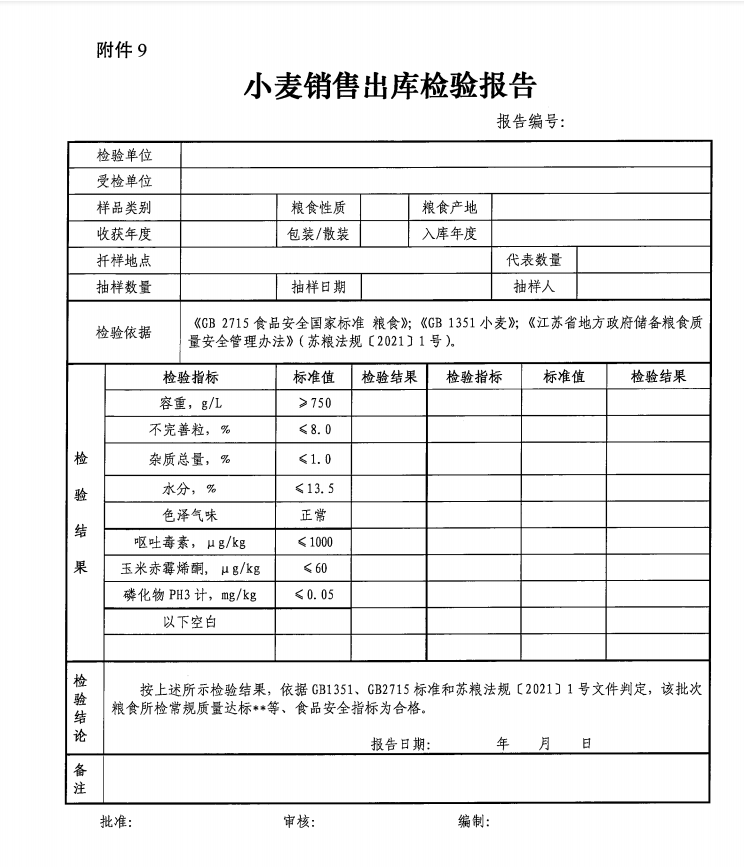 附件 9
小麦销售出库检验报告
报告编号:
检验单位
受检单位
样品类别 粮食性质 粮食产地
收获年度 包装/散装 入库年度
扦样地点 代表数量
抽样数量 抽样日期 抽样人
检验依据 《GB 2715 食品安全国家标准 粮食》；《GB 1351 小麦》；《江苏省地方政府储备粮食质
量安全管理办法》（苏粮法规〔2021〕1 号）。
检验结果
检验指标 标准值 检验结果 检验指标 标准值 检验结果
容重，g/L ≥750
不完善粒，% ≤8.0
杂质总量，% ≤1.0
水分，% ≤13.5
色泽气味 正常
呕吐毒素，μg/kg ≤1000
玉米赤霉烯酮，μg/kg ≤60
磷化物 PH3 计，mg/kg ≤0.05
以下空白
检验结论
按上述所示检验结果，依据 GB1351、GB2715 标准和苏粮法规〔2021〕1 号文件判定，该批次
粮食所检常规质量达标**等、食品安全指标为合格。
报告日期: 年 月 日
备注
批准: 审核: 编制: